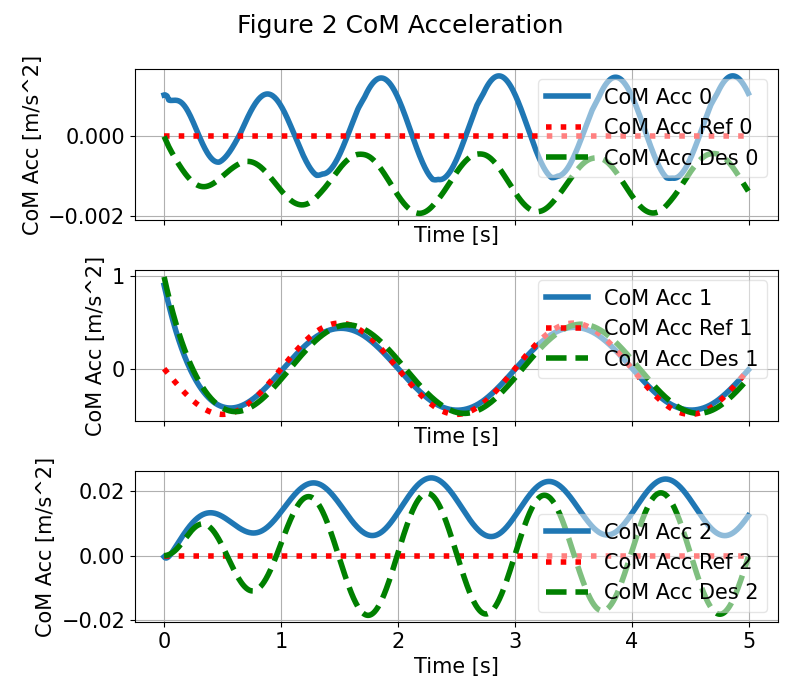 Figure 2 CoM Acceleration
CoM Acc [m/s^2]
0.000
−0.002
CoM Acc 0
CoM Acc Ref 0
CoM Acc Des 0
Time [s]
CoM Acc [m/s^2]
1
0
CoM Acc 1
CoM Acc Ref 1
CoM Acc Des 1
Time [s]
CoM Acc [m/s^2]
0.02
0.00
−0.02
CoM Acc 2
CoM Acc Ref 2
CoM Acc Des 2
0 1 2 3 4 5
Time [s]